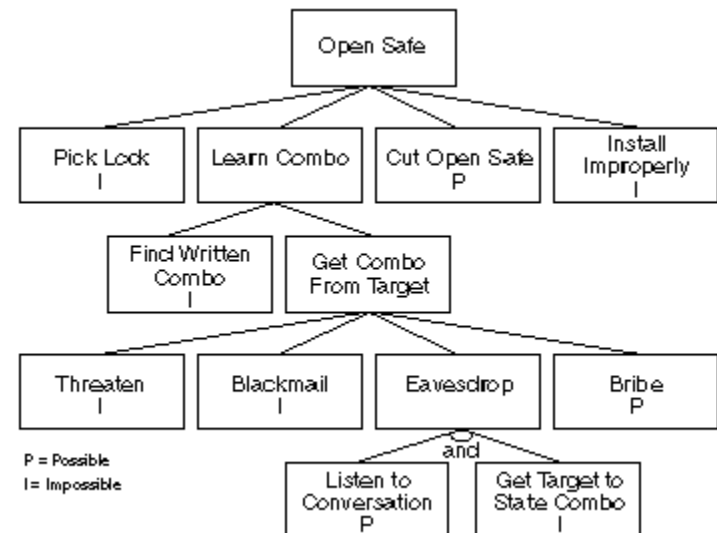 Open Safe
Pick Lock
I
Learn Combo
Cut Open Safe
P
Install
Improperly
I
Find Written
Combo
I
Get Combo
From Target
Threaten
I
Blackmail
I
Eavesdrop
Bribe
P
and
P = Possible
I = Impossible
Listen to
Conversation
P
Get Target to
State Combo
I